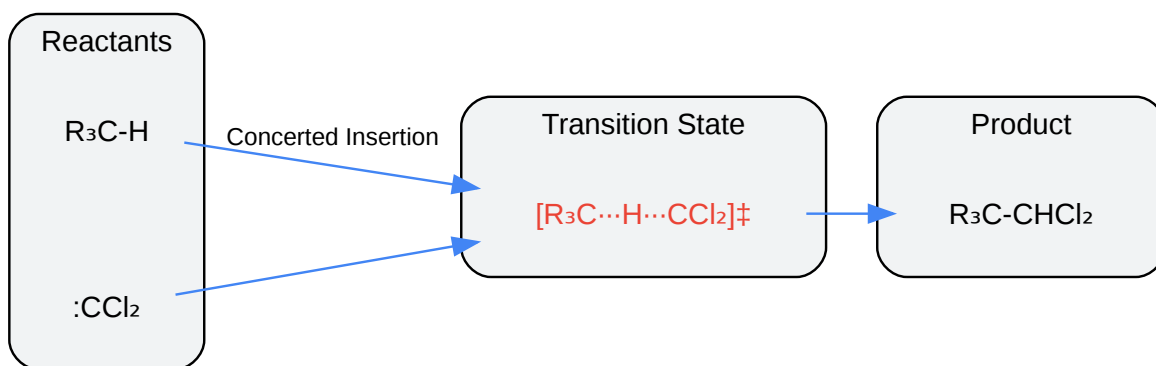 Reactants
R₃C-H
:CCl₂
Concerted Insertion
Transition State
[R₃C···H···CCl₂]‡
Product
R₃C-CHCl₂